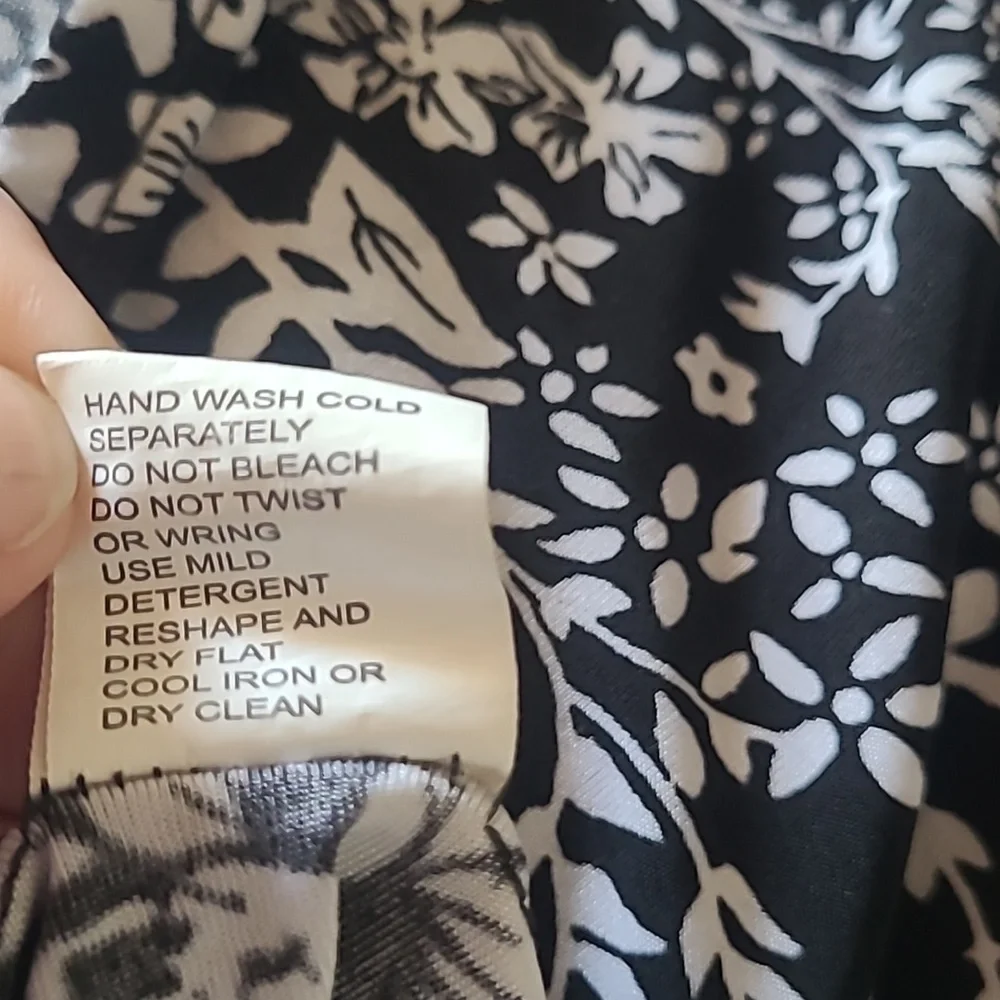 HAND WASH COLD
SEPARATELY
DO NOT BLEACH
DO NOT TWIST
OR WRING
USE MILD
DETERGENT
RESHAPE AND
DRY FLAT
COOL IRON OR
DRY CLEAN